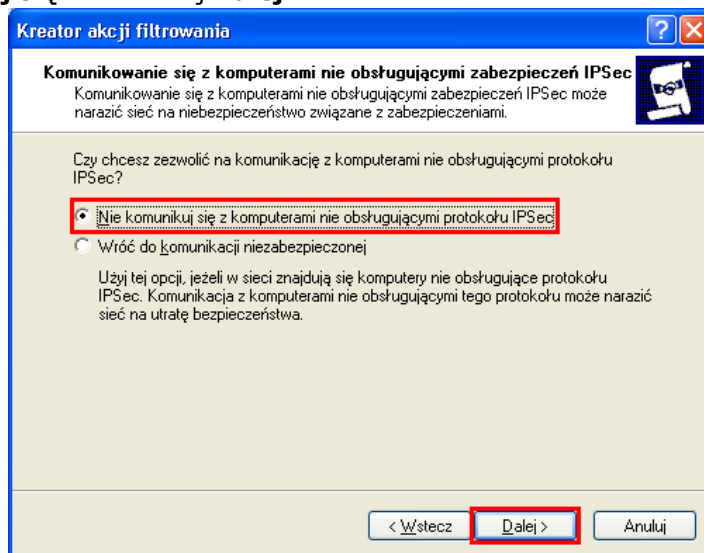 Kreator akcji filtrowania
Komunikowanie się z komputerami nie obsługującymi zabezpieczeń IPSec
Komunikowanie się z komputerami nie obsługującymi zabezpieczeń IPSec może
narazić sieć na niebezpieczeństwo związane z zabezpieczeniami.
Czy chcesz zezwolić na komunikację z komputerami nie obsługującymi protokołu
IPSec?
Nie komunikuj się z komputerami nie obsługującymi protokołu IPSec
Wróć do komunikacji niezabezpieczonej
Użyj tej opcji, jeżeli w sieci znajdują się komputery nie obsługujące protokołu
IPSec. Komunikacja z komputerami nie obsługującymi tego protokołu może narazić
sieć na utratę bezpieczeństwa.
< Wstecz
Dalej >
Anuluj